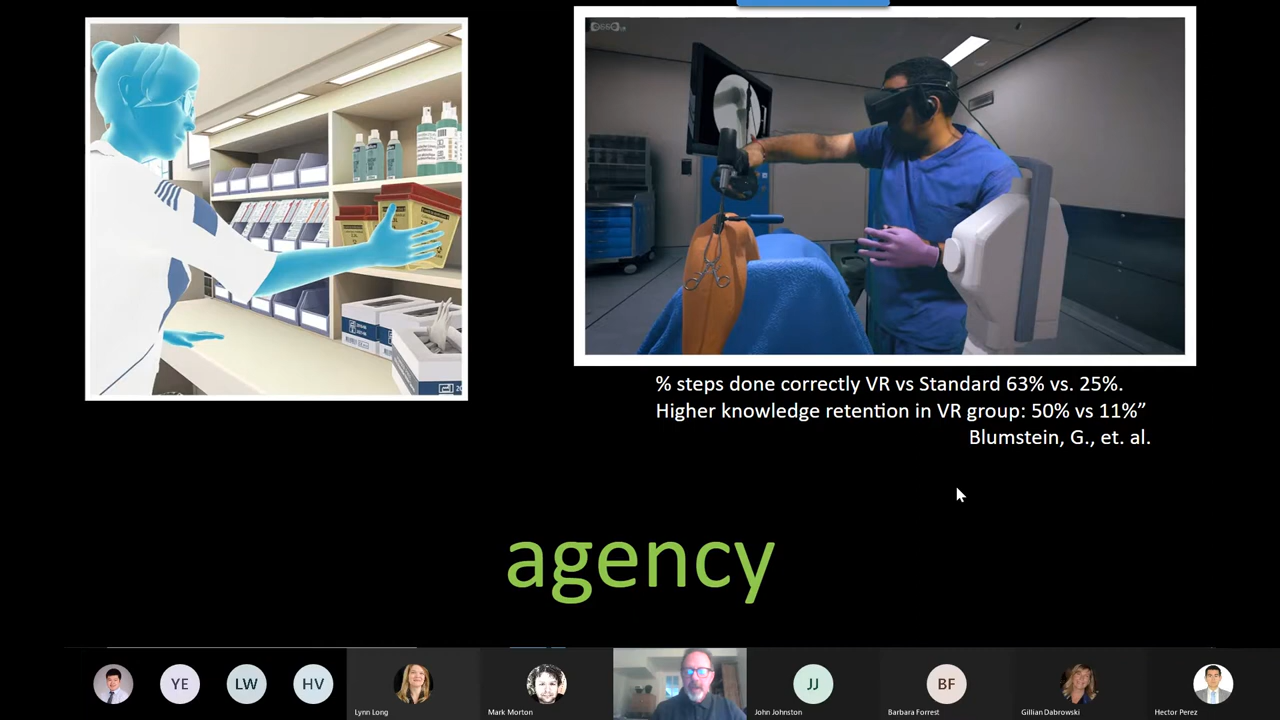 % steps done correctly VR vs Standard 63% vs. 25%.
Higher knowledge retention in VR group: 50% vs 11%”
Blumstein, G., et. al.
agency
YE
LW
HV
JJ
BF
Lynn Long
Mark Morton
John Johnston
Barbara Forrest
Gillian Dabrowski
Hector Perez